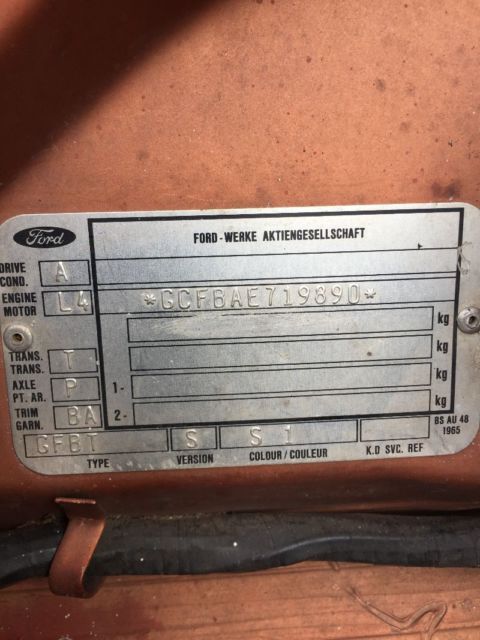 Ford
FORD-WERKE AKTIENGESELLSCHAFT
DRIVE COND. A
ENGINE MOTOR L4
*GCFBAE719890*
kg
kg
TRANS. TRANS. T
1- kg
AXLE PT. AR. P
TRIM GARN. BA
2- kg
BS AU 48
1965
GFBT S S 1
TYPE VERSION COLOUR/COULEUR K.D SVC. REF